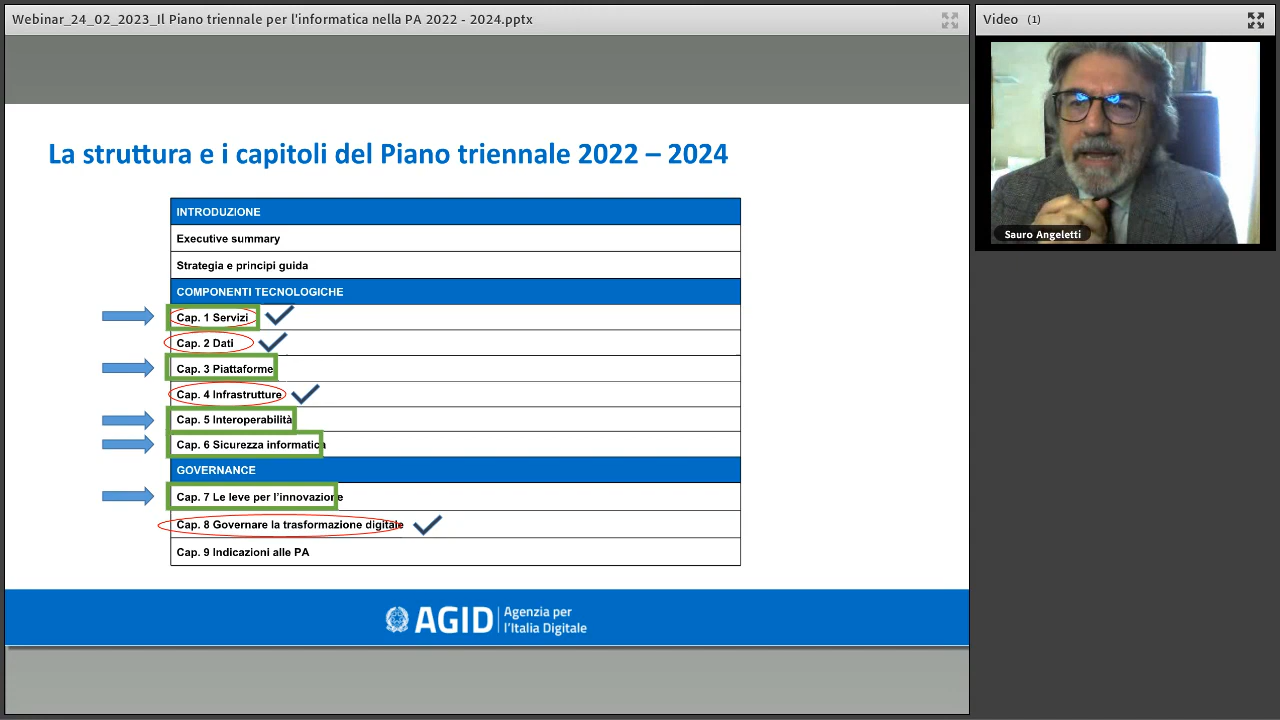 Webinar_24_02_2023_Il Piano triennale per l'informatica nella PA 2022 - 2024.pptx
Video (1)
Sauro Angeletti
La struttura e i capitoli del Piano triennale 2022 – 2024
INTRODUZIONE
Executive summary
Strategia e principi guida
COMPONENTI TECNOLOGICHE
Cap. 1 Servizi
Cap. 2 Dati
Cap. 3 Piattaforme
Cap. 4 Infrastrutture
Cap. 5 Interoperabilità
Cap. 6 Sicurezza informatica
GOVERNANCE
Cap. 7 Le leve per l’innovazione
Cap. 8 Governare la trasformazione digitale
Cap. 9 Indicazioni alle PA
AGID
Agenzia per
l’Italia Digitale